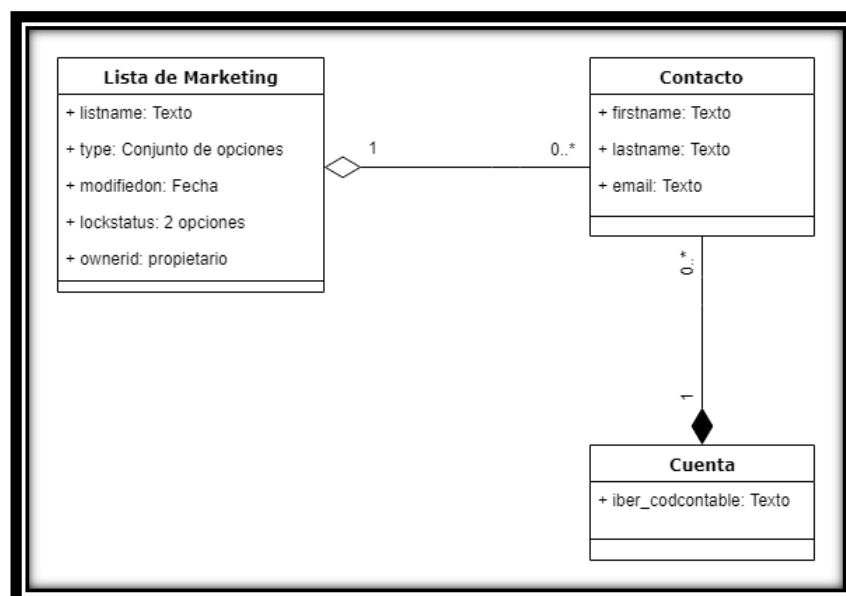 Lista de Marketing
+ listname: Texto
+ type: Conjunto de opciones
+ modifiedon: Fecha
+ lockstatus: 2 opciones
+ ownerid: propietario
1
0..*
Contacto
+ firstname: Texto
+ lastname: Texto
+ email: Texto
0..*
1
Cuenta
+ iber_codcontable: Texto